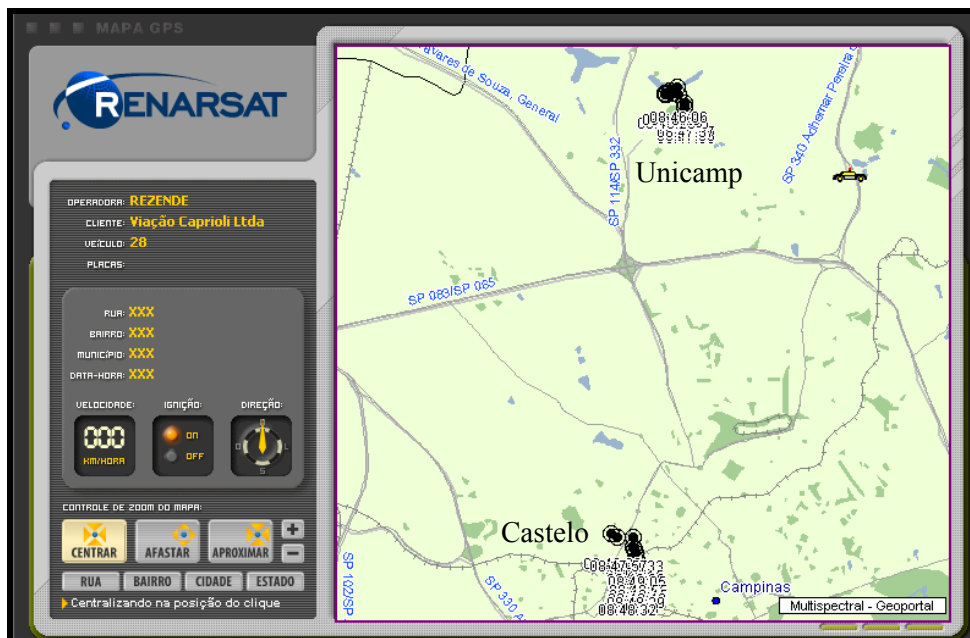 MAPA GPS
RENARSAT
OPERADORA: REZENDE
CLIENTE: Viação Caprioli Ltda
VEÍCULO: 28
PLACAS:
RUA: XXX
BAIRRO: XXX
MUNICÍPIO: XXX
DATA-HORA: XXX
VELOCIDADE: IGNIÇÃO: DIREÇÃO:
000
KM/HORA
ON
OFF
O L
S
CONTROLE DE ZOOM DO MAPA:
CENTRAR AFASTAR APROXIMAR
RUA BAIRRO CIDADE ESTADO
Centralizando na posição do clique
Tavares de Souza, General
SP 114/SP 332
SP 340 Adhemar Pereira
08:46:06
Unicamp
SP 083/SP 065
Castelo
08:48:32
Campinas
SP 102/SP
SP 330
Multispectral - Geoportal